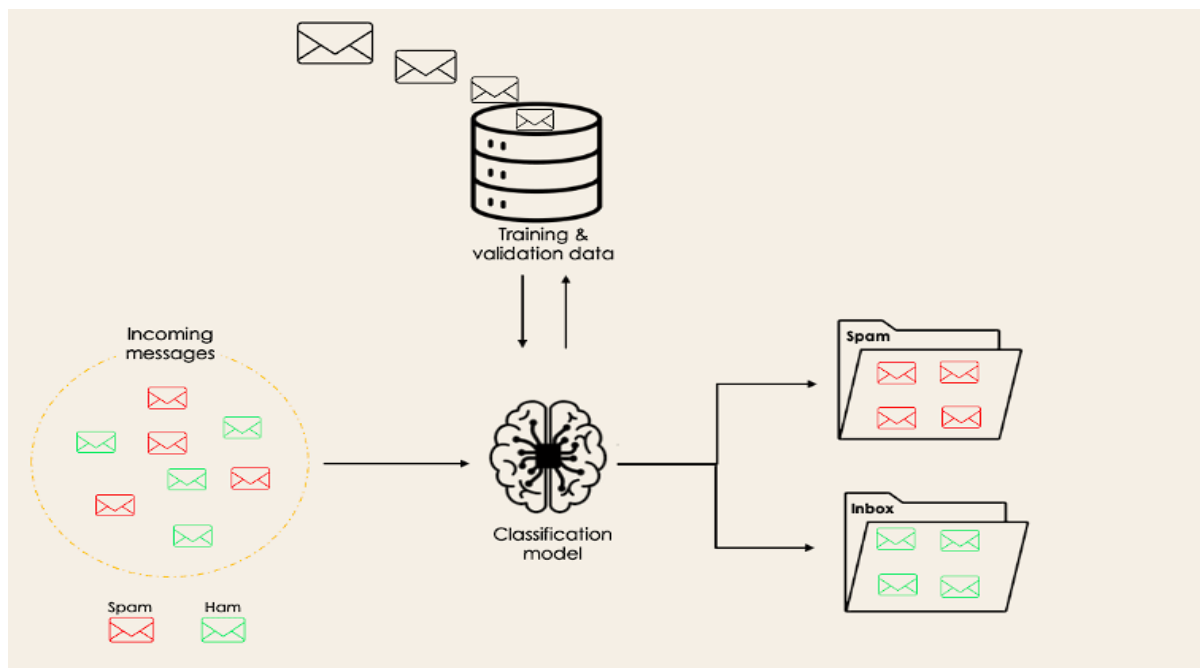 Training &
validation data
Incoming
messages
Spam
Classification
model
Inbox
Spam
Ham